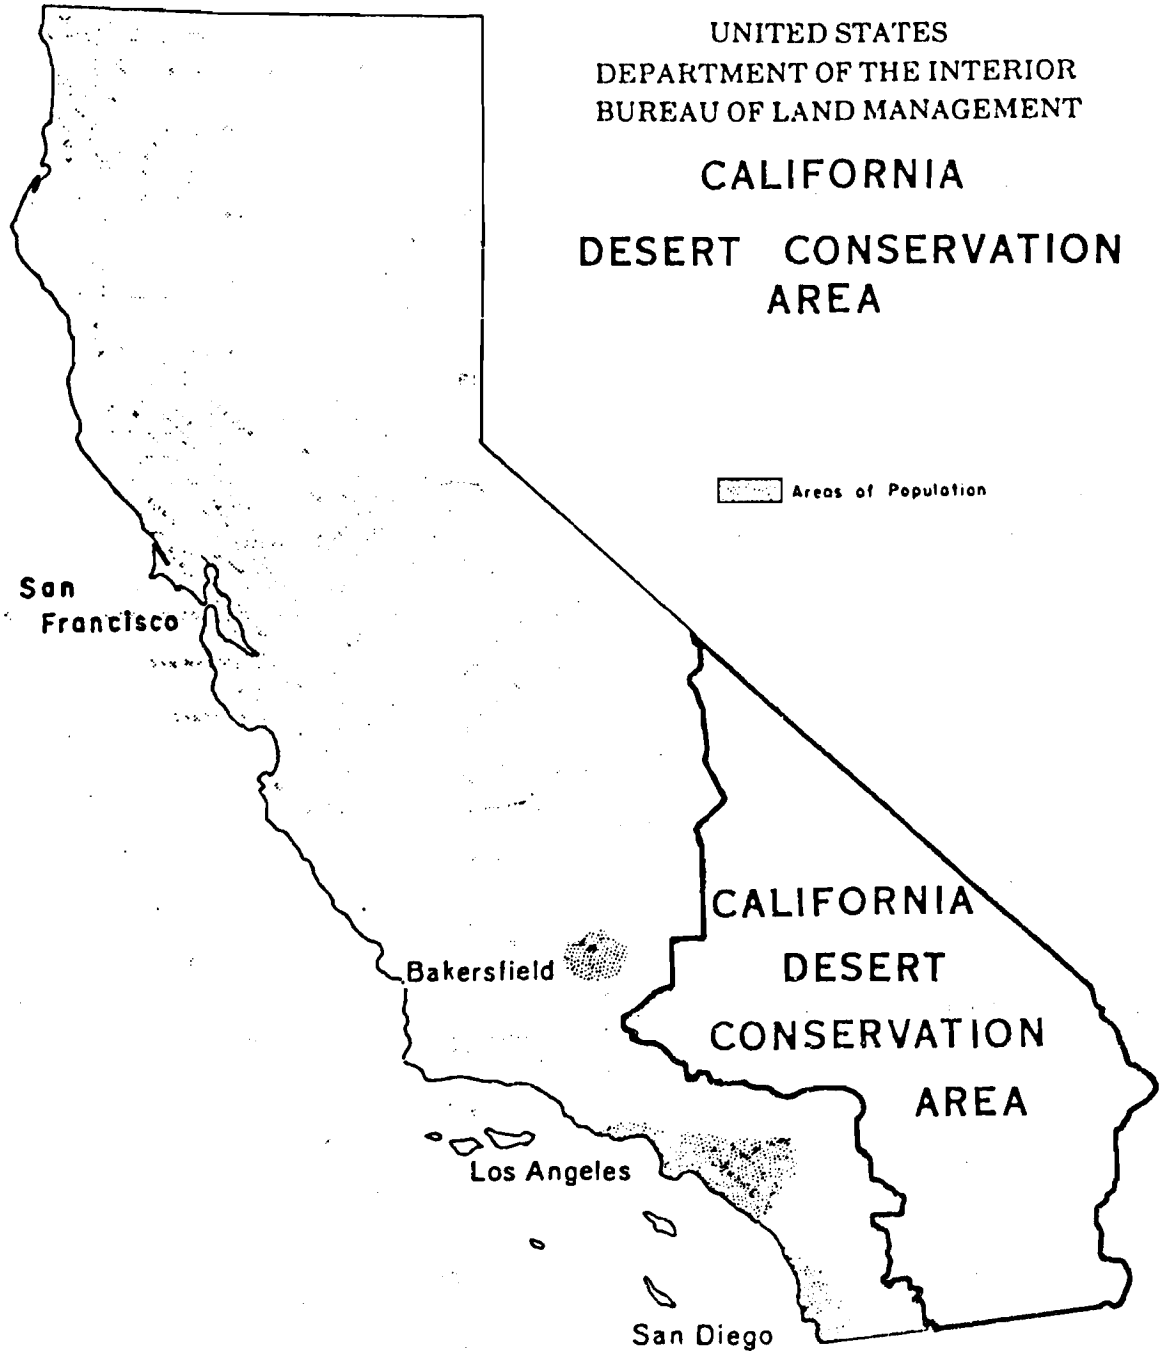 UNITED STATES
DEPARTMENT OF THE INTERIOR
BUREAU OF LAND MANAGEMENT
CALIFORNIA
DESERT CONSERVATION
AREA
Areas of Population
San
Francisco
CALIFORNIA
DESERT
CONSERVATION
AREA
Bakersfield
Los Angeles
San Diego